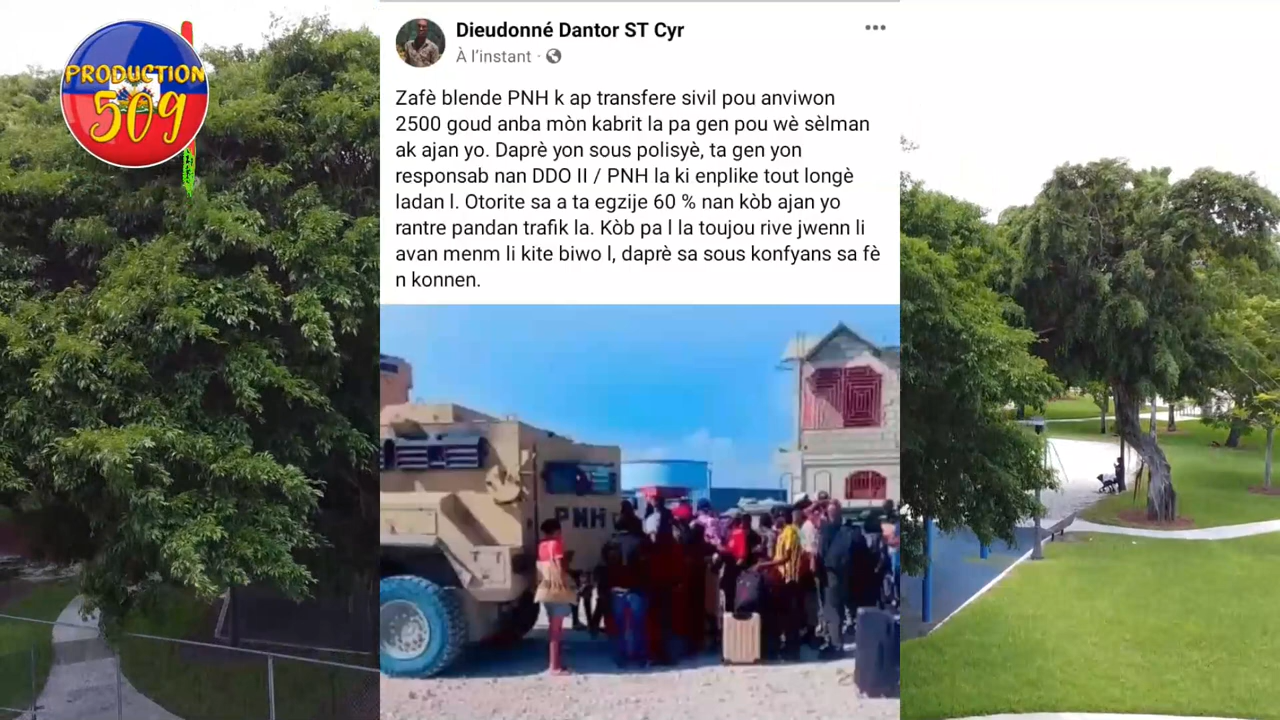 PRODUCTION
509
Dieudonné Dantor ST Cyr
À l'instant ·
Zafè blende PNH k ap transfere sivil pou anviwon
2500 goud anba mòn kabrit la pa gen pou wè sèlman
ak ajan yo. Daprè yon sous polisyè, ta gen yon
responsab nan DDO II / PNH la ki enplike tout longè
ladan l. Otorite sa a ta egzije 60 % nan kòb ajan yo
rantre pandan trafik la. Kòb pa l la toujou rive jwenn li
avan menm li kite biwo l, daprè sa sous konfyans sa fè
n konnen.
PNH